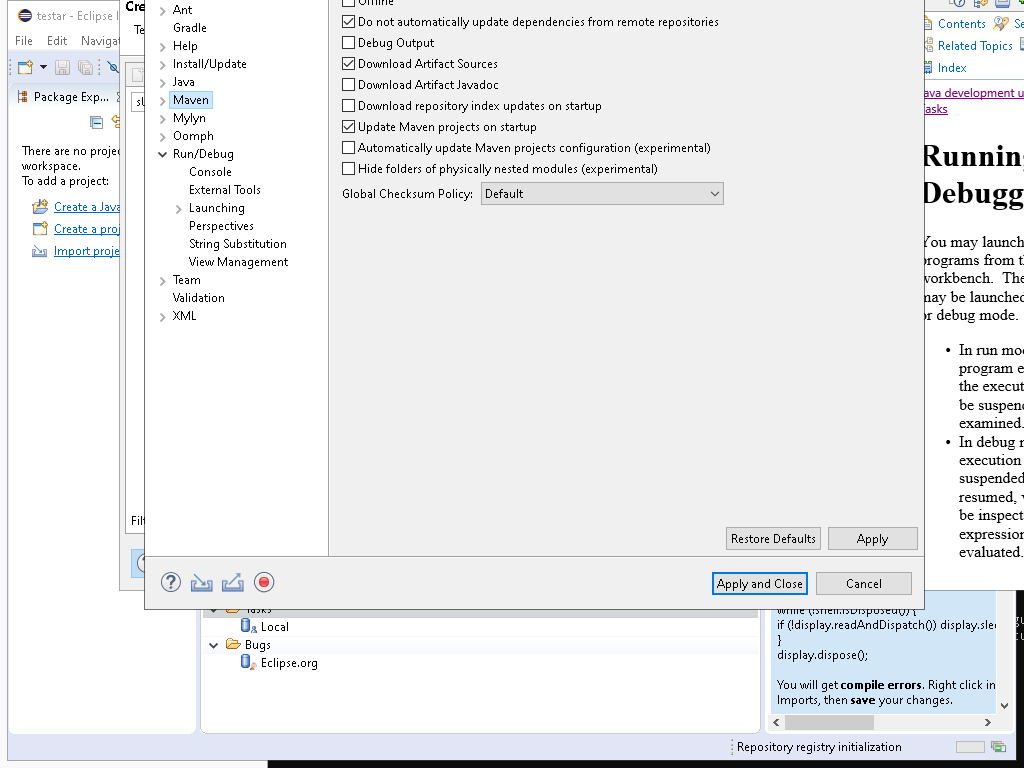 testar - Eclipse I
File Edit Navigat
Package Exp...
There are no projec
workspace.
To add a project:
Create a Java
Create a proj
Import proje
Cre
Te
Filt
Ant
Gradle
Help
Install/Update
Java
Maven
Mylyn
Oomph
Run/Debug
Console
External Tools
Launching
Perspectives
String Substitution
View Management
Team
Validation
XML
Offline
Do not automatically update dependencies from remote repositories
Debug Output
Download Artifact Sources
Download Artifact Javadoc
Download repository index updates on startup
Update Maven projects on startup
Automatically update Maven projects configuration (experimental)
Hide folders of physically nested modules (experimental)
Global Checksum Policy: Default
Restore Defaults Apply
Apply and Close Cancel
Contents Se
Related Topics
Index
ava development u
asks
Running
Debugg
You may launch
programs from th
workbench. The
may be launched
or debug mode.
• In run mod
program e
the execut
be suspend
examined.
• In debug m
execution
suspended
resumed, v
be inspect
expression
evaluated.
Tasks
Local
Bugs
Eclipse.org
while (!shell.isDisposed()) {
if (!display.readAndDispatch()) display.slee
}
display.dispose();
You will get compile errors. Right click in
Imports, then save your changes.
Repository registry initialization